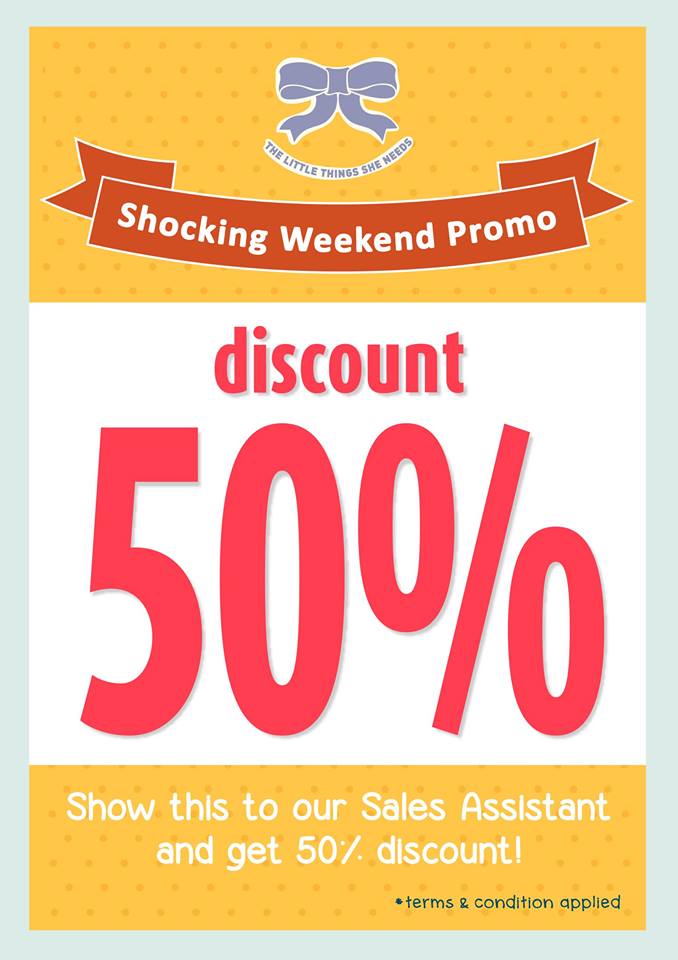 THE LITTLE THINGS SHE NEEDS
Shocking Weekend Promo
discount
50%
Show this to our Sales Assistant
and get 50% discount!
*terms & condition applied